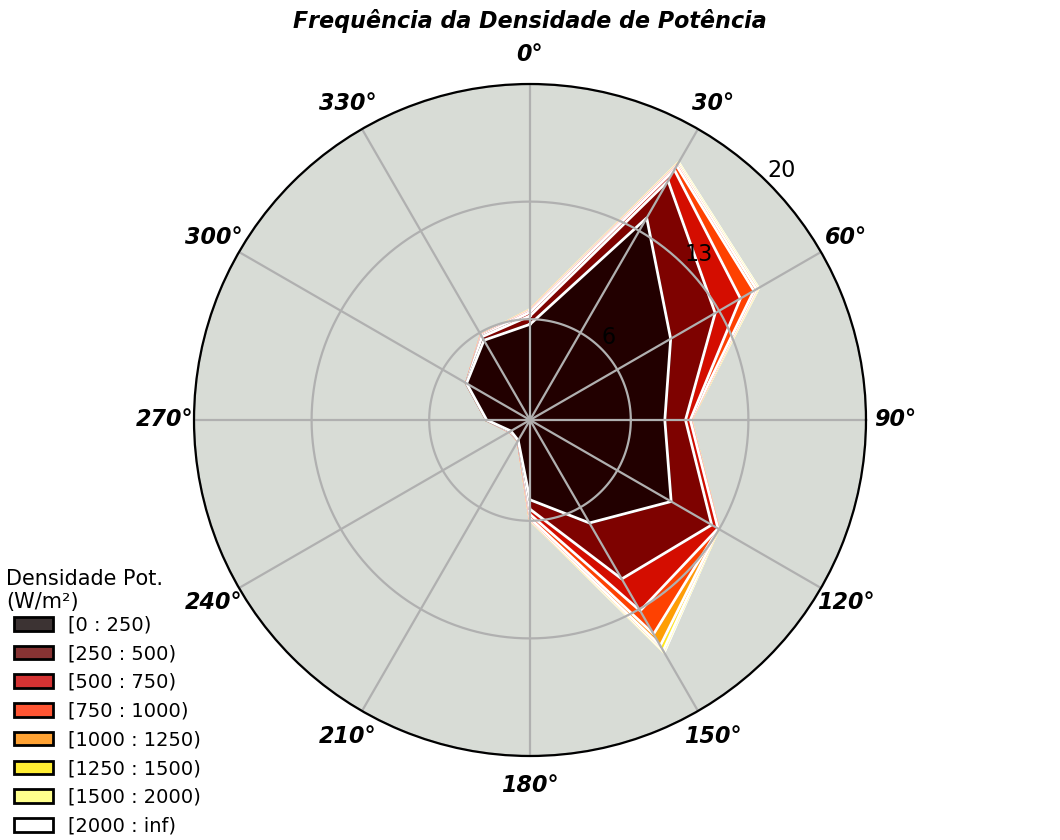 Frequência da Densidade de Potência
0°
330°
30°
20
300°
60°
13
6
270°
90°
240°
120°
210°
150°
180°
Densidade Pot.
(W/m²)
[0 : 250)
[250 : 500)
[500 : 750)
[750 : 1000)
[1000 : 1250)
[1250 : 1500)
[1500 : 2000)
[2000 : inf)